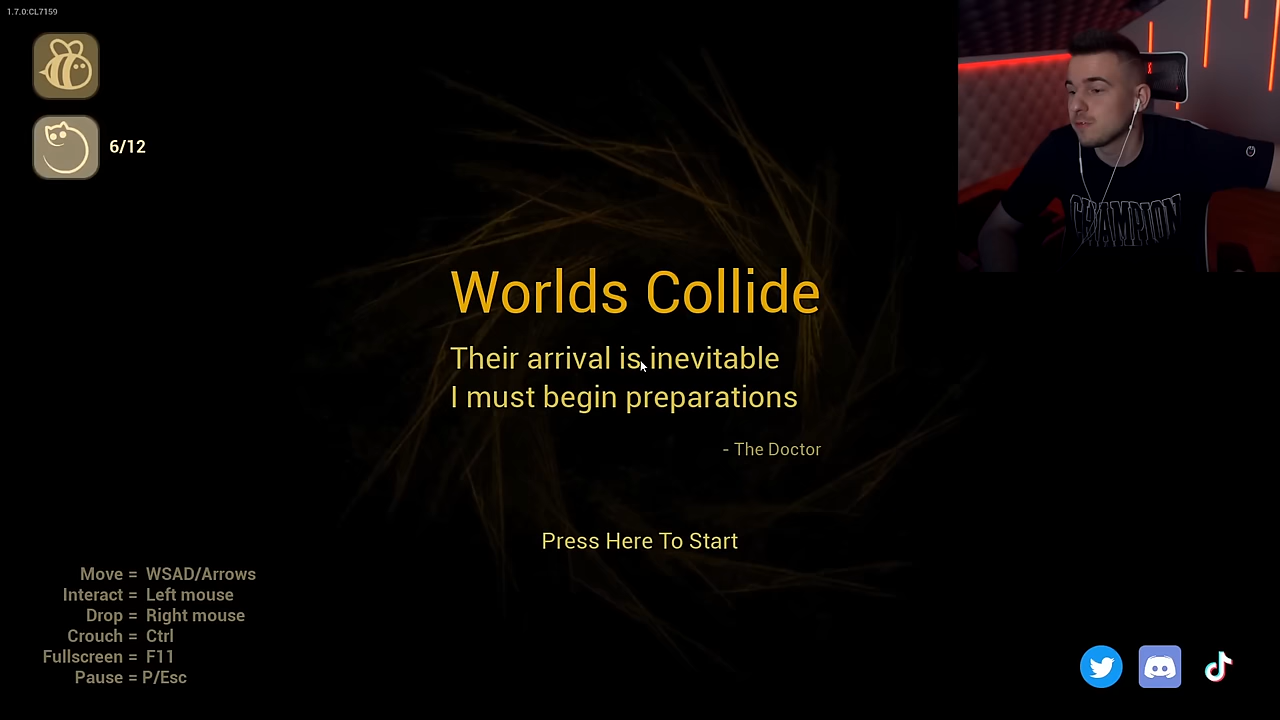 1.7.0:CL7159
6/12
Worlds Collide
Their arrival is inevitable
I must begin preparations
- The Doctor
Press Here To Start
Move = WSAD/Arrows
Interact = Left mouse
Drop = Right mouse
Crouch = Ctrl
Fullscreen = F11
Pause = P/Esc
CHAMPION